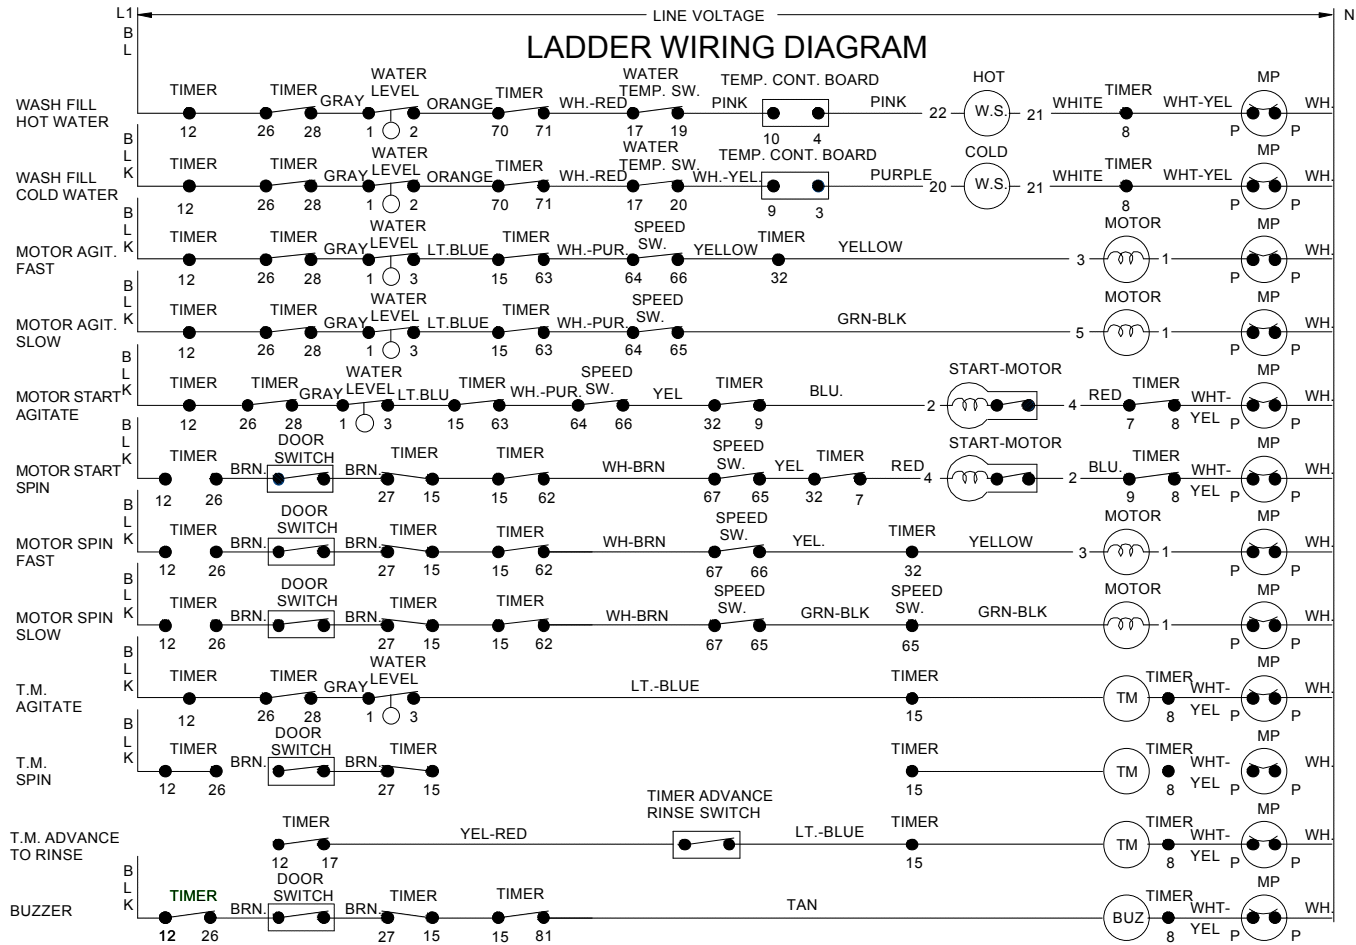 L1 LINE VOLTAGE N
LADDER WIRING DIAGRAM
B L
WASH FILL
HOT WATER
TIMER TIMER WATER LEVEL TIMER WATER TEMP. SW. TEMP. CONT. BOARD HOT TIMER MP
GRAY ORANGE WH.-RED PINK PINK 22 W.S. 21 WHITE WHT-YEL WH.
12 26 28 1 2 70 71 17 19 10 4 8 P P
B L K
WASH FILL
COLD WATER
TIMER TIMER WATER LEVEL TIMER WATER TEMP. SW. TEMP. CONT. BOARD COLD TIMER MP
GRAY ORANGE WH.-RED WH.-YEL. PURPLE 20 W.S. 21 WHITE WHT-YEL WH.
12 26 28 1 2 70 71 17 20 9 3 8 P P
B L K
MOTOR AGIT.
FAST
TIMER TIMER WATER LEVEL TIMER SPEED SW. TIMER MOTOR MP
GRAY LT.BLUE WH.-PUR. YELLOW YELLOW 3 1 WH.
12 26 28 1 3 15 63 64 66 32 P P
B L K
MOTOR AGIT.
SLOW
TIMER TIMER WATER LEVEL TIMER SPEED SW. MOTOR MP
GRAY LT.BLUE WH.-PUR. GRN-BLK 5 1 WH.
12 26 28 1 3 15 63 64 65 P P
B L K
MOTOR START
AGITATE
TIMER TIMER WATER LEVEL TIMER SPEED SW. TIMER START-MOTOR TIMER MP
GRAY LT.BLU WH.-PUR. YEL BLU. 2 4 RED WHT-YEL WH.
12 26 28 1 3 15 63 64 66 32 9 7 8 P P
B L K
MOTOR START
SPIN
TIMER DOOR SWITCH TIMER TIMER SPEED SW. TIMER START-MOTOR TIMER MP
BRN. BRN. WH-BRN YEL RED 4 2 BLU. WHT-YEL WH.
12 26 27 15 15 62 67 65 32 7 9 8 P P
B L K
MOTOR SPIN
FAST
TIMER DOOR SWITCH TIMER TIMER SPEED SW. TIMER MOTOR MP
BRN. BRN. WH-BRN YEL. YELLOW 3 1 WH.
12 26 27 15 15 62 67 66 32 P P
B L K
MOTOR SPIN
SLOW
TIMER DOOR SWITCH TIMER TIMER SPEED SW. SPEED SW. MOTOR MP
BRN. BRN. WH-BRN GRN-BLK GRN-BLK 1 WH.
12 26 27 15 15 62 67 65 65 P P
B L K
T.M.
AGITATE
TIMER TIMER WATER LEVEL TIMER TIMER MP
GRAY LT.-BLUE TM WHT-YEL WH.
12 26 28 1 3 15 8 P P
B L K
T.M.
SPIN
TIMER DOOR SWITCH TIMER TIMER TIMER MP
BRN. BRN. TM WHT-YEL WH.
12 26 27 15 15 8 P P
T.M. ADVANCE
TO RINSE
TIMER TIMER ADVANCE RINSE SWITCH TIMER TIMER MP
YEL-RED LT.-BLUE TM WHT-YEL WH.
12 17 15 8 P P
B L K
BUZZER
TIMER DOOR SWITCH TIMER TIMER TIMER MP
BRN. BRN. TAN BUZ WHT-YEL WH.
12 26 27 15 15 81 8 P P